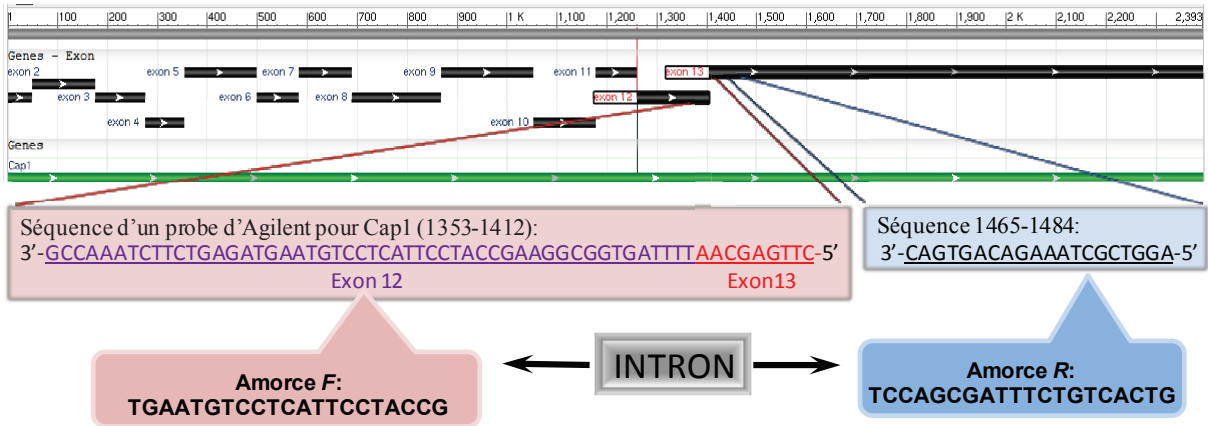 1 100 200 300 400 500 600 700 800 900 1 K 1,100 1,200 1,300 1,400 1,500 1,600 1,700 1,800 1,900 2 K 2,100 2,200 2,393
Genes - Exon
exon 2 exon 5 exon 7 exon 9 exon 11 exon 13
exon 3 exon 6 exon 8 exon 12
exon 4 exon 10
Genes
Cap1
Séquence d'un probe d'Agilent pour Cap1 (1353-1412):
3'-GCCAAATCTTCTGAGATGAATGTCCTCATTCCTACCGAAGGCGGTGATTTTAACGAGTTC-5'
Exon 12 Exon13
Séquence 1465-1484:
3'-CAGTGACAGAAATCGCTGGA-5'
INTRON
Amorce F:
TGAATGTCCTCATTCCTACCG
Amorce R:
TCCAGCGATTTCTGTCACTG